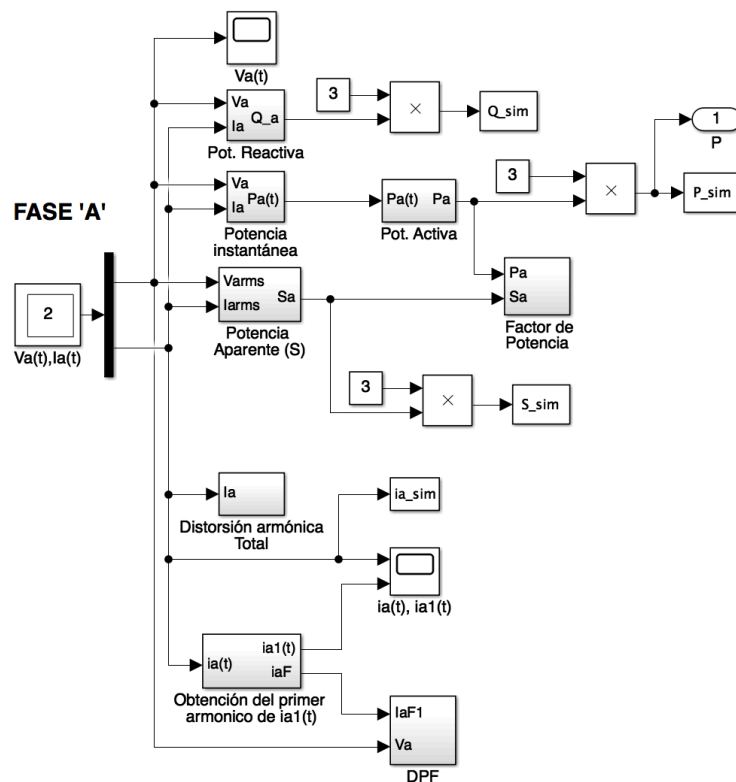 Va(t)
Va
Ia
Q_a
Pot. Reactiva
3
×
Q_sim
Va
Ia
Pa(t)
Potencia
instantánea
Pa(t)
Pa
Pot. Activa
3
×
1
P
P_sim
FASE 'A'
2
Va(t),Ia(t)
Varms
Iarms
Sa
Potencia
Aparente (S)
Pa
Sa
Factor de
Potencia
3
×
S_sim
Ia
Distorsión armónica
Total
ia_sim
ia(t), ia1(t)
ia(t)
ia1(t)
iaF
Obtención del primer
armonico de ia1(t)
IaF1
Va
DPF